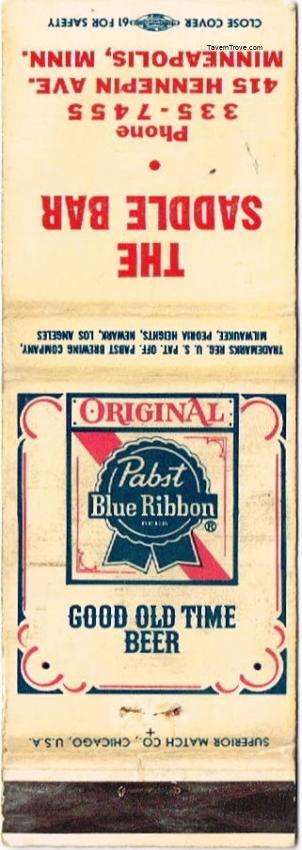 CLOSE COVER FOR SAFETY '61
TavernTrove.com
THE
SADDLE BAR
•
Phone
335-7455
415 HENNEPIN AVE.
MINNEAPOLIS, MINN.
TRADEMARKS REG. U. S. PAT. OFF. PABST BREWING COMPANY,
MILWAUKEE, PEORIA HEIGHTS, NEWARK, LOS ANGELES
ORIGINAL
Pabst
Blue Ribbon
BEER
®
GOOD OLD TIME
BEER
SUPERIOR MATCH CO., CHICAGO, U.S.A.